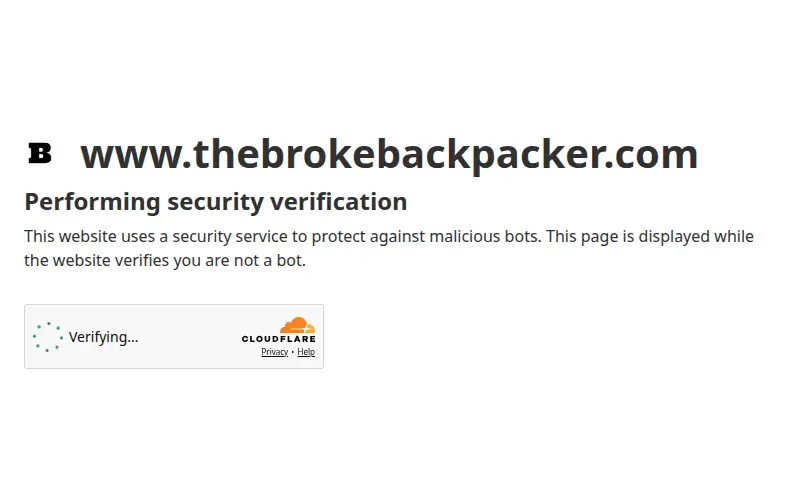 B www.thebrokebackpacker.com
Performing security verification
This website uses a security service to protect against malicious bots. This page is displayed while
the website verifies you are not a bot.
Verifying...
CLOUDFLARE
Privacy • Help